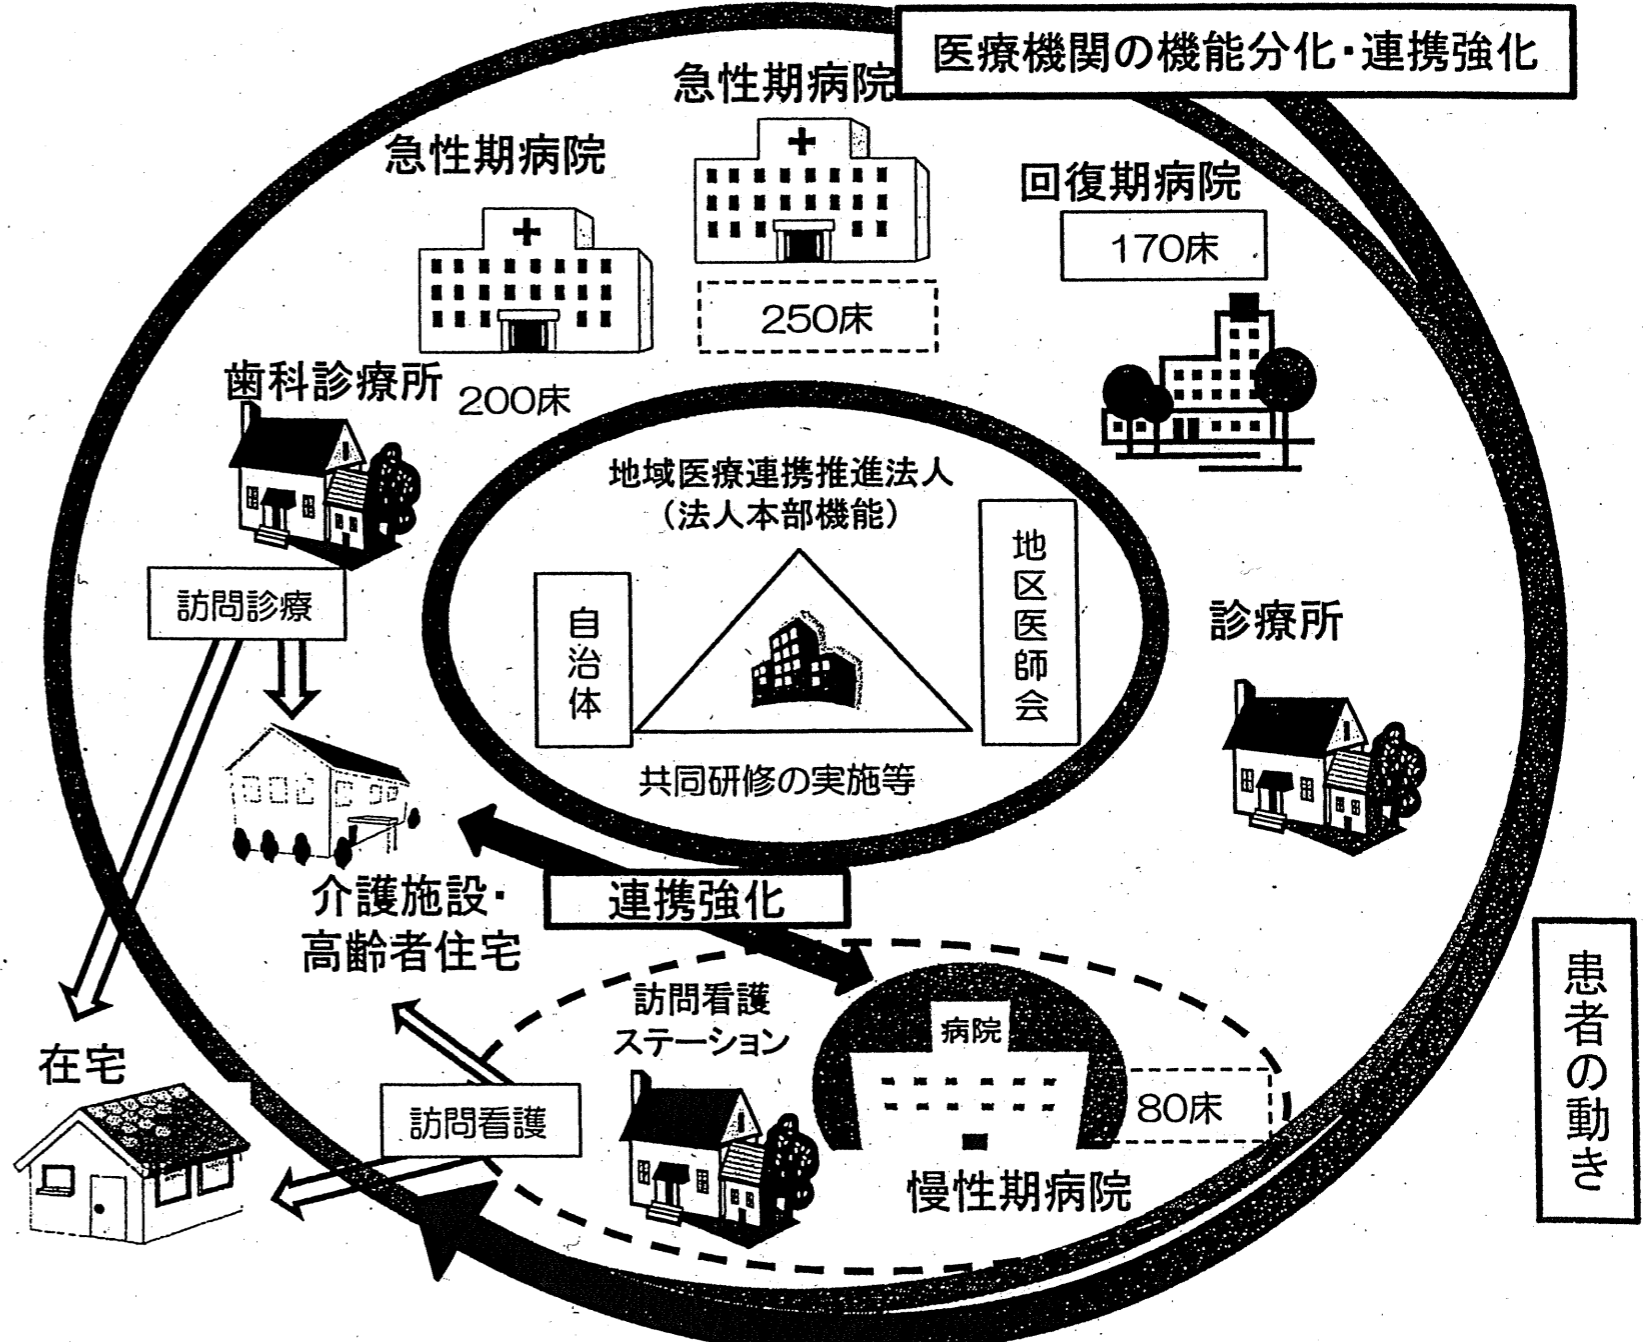 医療機関の機能分化・連携強化
急性期病院
急性期病院
回復期病院
170床
250床
歯科診療所
200床
地域医療連携推進法人
（法人本部機能）
自治体
地区医師会
訪問診療
診療所
共同研修の実施等
介護施設・
高齢者住宅
連携強化
患者の動き
訪問看護
ステーション
病院
在宅
訪問看護
80床
慢性期病院